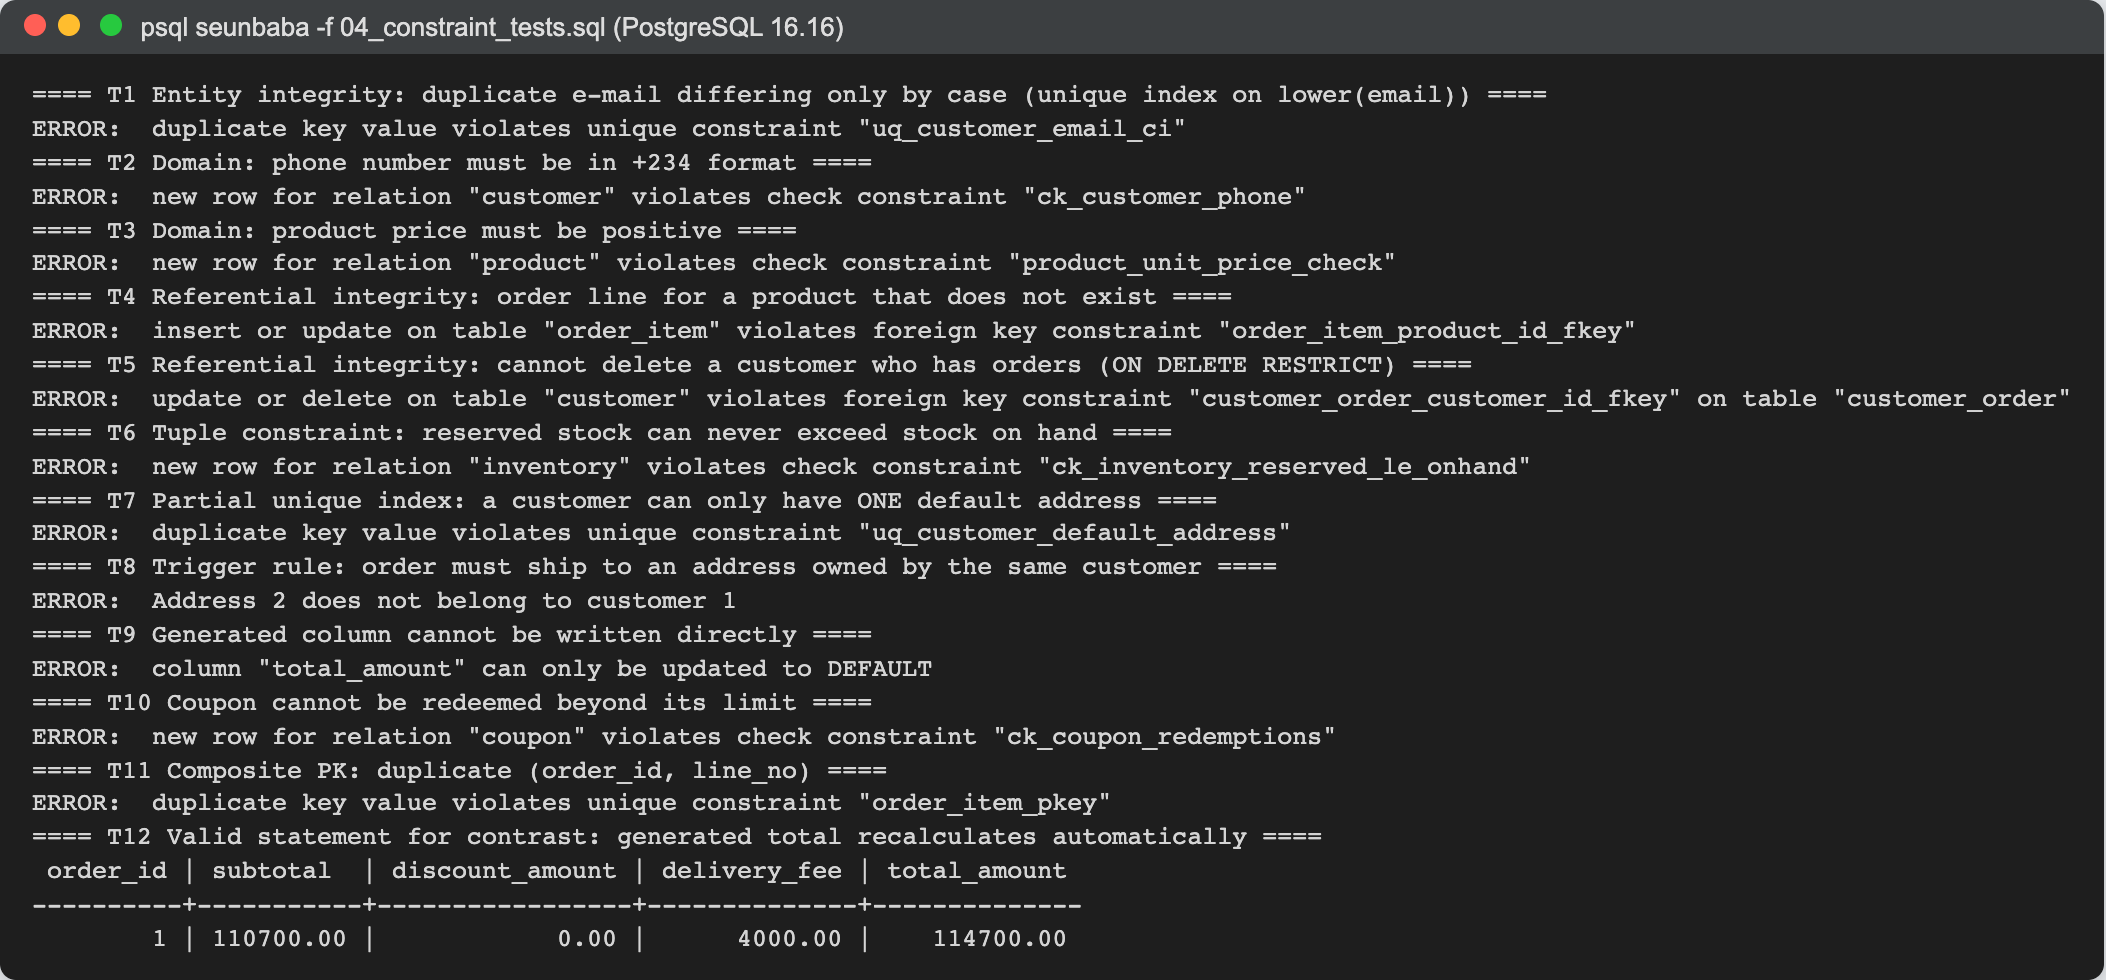 psql seunbaba -f 04_constraint_tests.sql (PostgreSQL 16.16)
==== T1 Entity integrity: duplicate e-mail differing only by case (unique index on lower(email)) ====
ERROR:  duplicate key value violates unique constraint "uq_customer_email_ci"
==== T2 Domain: phone number must be in +234 format ====
ERROR:  new row for relation "customer" violates check constraint "ck_customer_phone"
==== T3 Domain: product price must be positive ====
ERROR:  new row for relation "product" violates check constraint "product_unit_price_check"
==== T4 Referential integrity: order line for a product that does not exist ====
ERROR:  insert or update on table "order_item" violates foreign key constraint "order_item_product_id_fkey"
==== T5 Referential integrity: cannot delete a customer who has orders (ON DELETE RESTRICT) ====
ERROR:  update or delete on table "customer" violates foreign key constraint "customer_order_customer_id_fkey" on table "customer_order"
==== T6 Tuple constraint: reserved stock can never exceed stock on hand ====
ERROR:  new row for relation "inventory" violates check constraint "ck_inventory_reserved_le_onhand"
==== T7 Partial unique index: a customer can only have ONE default address ====
ERROR:  duplicate key value violates unique constraint "uq_customer_default_address"
==== T8 Trigger rule: order must ship to an address owned by the same customer ====
ERROR:  Address 2 does not belong to customer 1
==== T9 Generated column cannot be written directly ====
ERROR:  column "total_amount" can only be updated to DEFAULT
==== T10 Coupon cannot be redeemed beyond its limit ====
ERROR:  new row for relation "coupon" violates check constraint "ck_coupon_redemptions"
==== T11 Composite PK: duplicate (order_id, line_no) ====
ERROR:  duplicate key value violates unique constraint "order_item_pkey"
==== T12 Valid statement for contrast: generated total recalculates automatically ====
 order_id | subtotal  | discount_amount | delivery_fee | total_amount
----------+-----------+-----------------+--------------+--------------
        1 | 110700.00 |            0.00 |      4000.00 |    114700.00